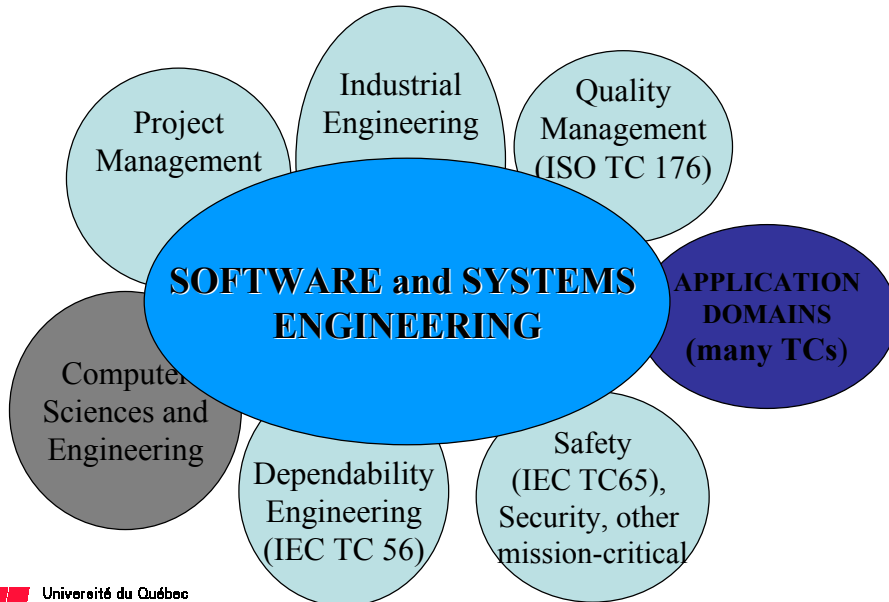 Industrial
Engineering
Project
Management
Quality
Management
(ISO TC 176)
SOFTWARE and SYSTEMS
ENGINEERING
APPLICATION
DOMAINS
(many TCs)
Computer
Sciences and
Engineering
Dependability
Engineering
(IEC TC 56)
Safety
(IEC TC65),
Security, other
mission-critical
Université du Québec